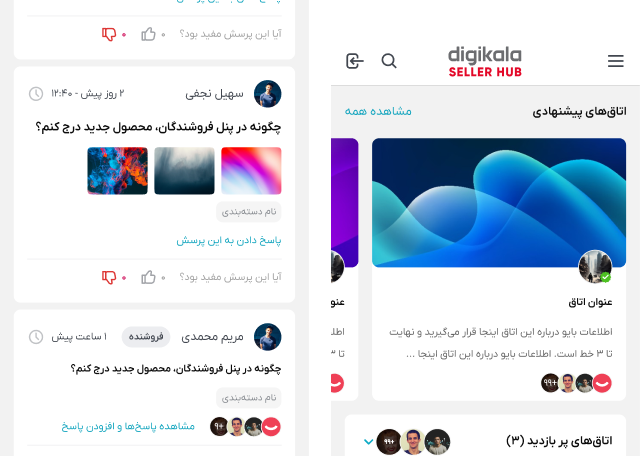 digikala
SELLER HUB
اتاق‌های پیشنهادی
مشاهده همه
عنوان اتاق
اطلاعات بایو درباره این اتاق اینجا قرار می‌گیرید و نهایت
تا ۳ خط است. اطلاعات بایو درباره این اتاق اینجا ...
+۹۹
اتاق‌های پر بازدید (۳)
+۹۹
آیا این پرسش مفید بود؟
۰
۰
سهیل نجفی
۲ روز پیش - ۱۲:۴۰
چگونه در پنل فروشندگان، محصول جدید درج کنم؟
نام دسته‌بندی
پاسخ دادن به این پرسش
آیا این پرسش مفید بود؟
۰
۰
مریم محمدی
فروشنده
۱ ساعت پیش
چگونه در پنل فروشندگان، محصول جدید درج کنم؟
نام دسته‌بندی
+۹
مشاهده پاسخ‌ها و افزودن پاسخ